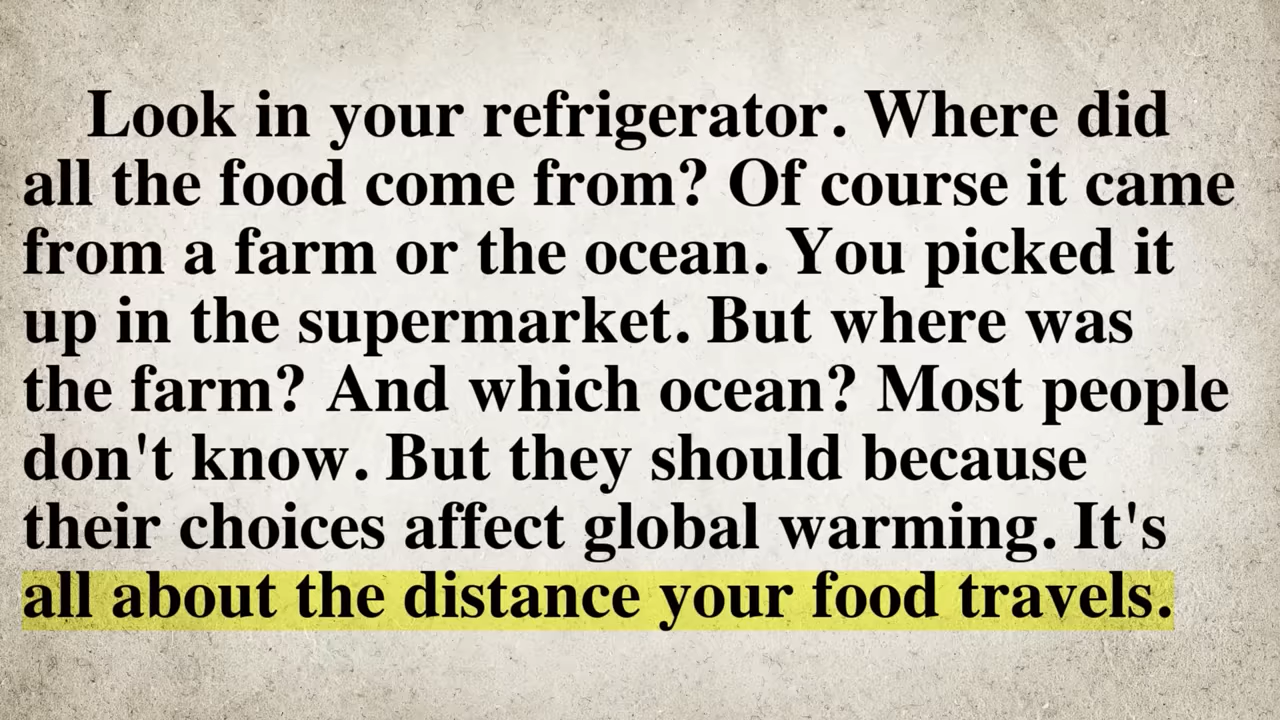 Look in your refrigerator. Where did
all the food come from? Of course it came
from a farm or the ocean. You picked it
up in the supermarket. But where was
the farm? And which ocean? Most people
don't know. But they should because
their choices affect global warming. It's
all about the distance your food travels.